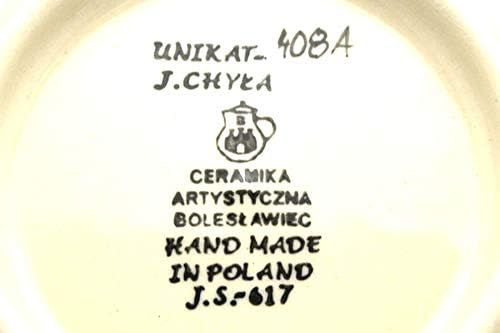 UNIKAT- 408A
J.CHYŁA
B
CERAMIKA
ARTYSTYCZNA
BOLESŁAWIEC
HAND MADE
IN POLAND
J.S.-617